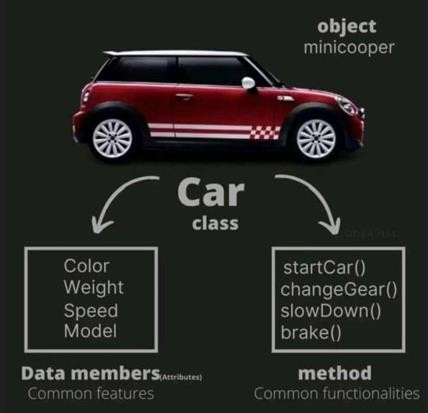 object
minicooper
Car
class
Color
Weight
Speed
Model
startCar()
changeGear()
slowDown()
brake()
Data members(Attributes)
Common features
method
Common functionalities